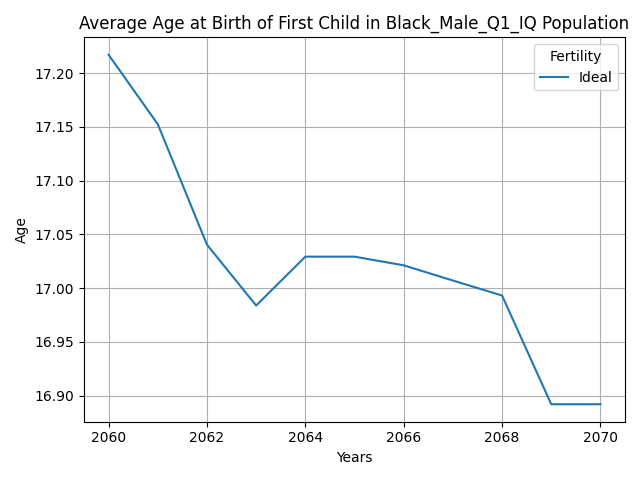 Average Age at Birth of First Child in Black_Male_Q1_IQ Population
Fertility
Ideal
17.20
17.15
17.10
17.05
17.00
16.95
16.90
Age
2060
2062
2064
2066
2068
2070
Years